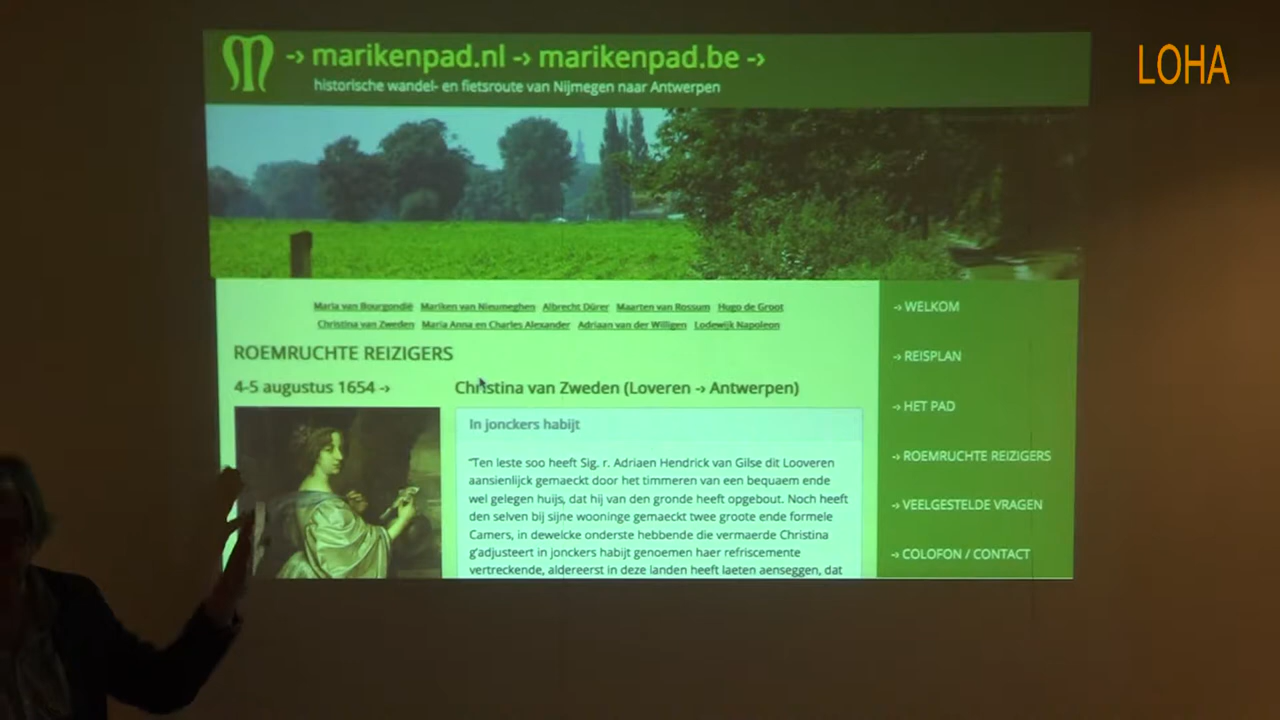 -> marikenpad.nl -> marikenpad.be ->
historische wandel- en fietsroute van Nijmegen naar Antwerpen
LOHA
Maria van Bourgondië Mariken van Nieumeghen Albrecht Dürer Maarten van Rossum Hugo de Groot
Christina van Zweden Maria Anna en Charles Alexander Adriaan van der Willigen Lodewijk Napoleon
ROEMRUCHTE REIZIGERS
4-5 augustus 1654 ->
Christina van Zweden (Loveren -> Antwerpen)
In jonckers habijt
“Ten leste soo heeft Sig. r. Adriaen Hendrick van Gilse dit Looveren
aansienlijck gemaeckt door het timmeren van een bequaem ende
wel gelegen huijs, dat hij van den gronde heeft opgebout. Noch heeft
den selven bij sijne wooninge gemaeckt twee groote ende formele
Camers, in dewelcke onderste hebbende die vermaerde Christina
g'adjusteert in jonckers habijt genoemen haer refriscemente
vertreckende, aldereerst in deze landen heeft laeten aenseggen, dat
-> WELKOM
-> REISPLAN
-> HET PAD
-> ROEMRUCHTE REIZIGERS
-> VEELGESTELDE VRAGEN
-> COLOFON / CONTACT